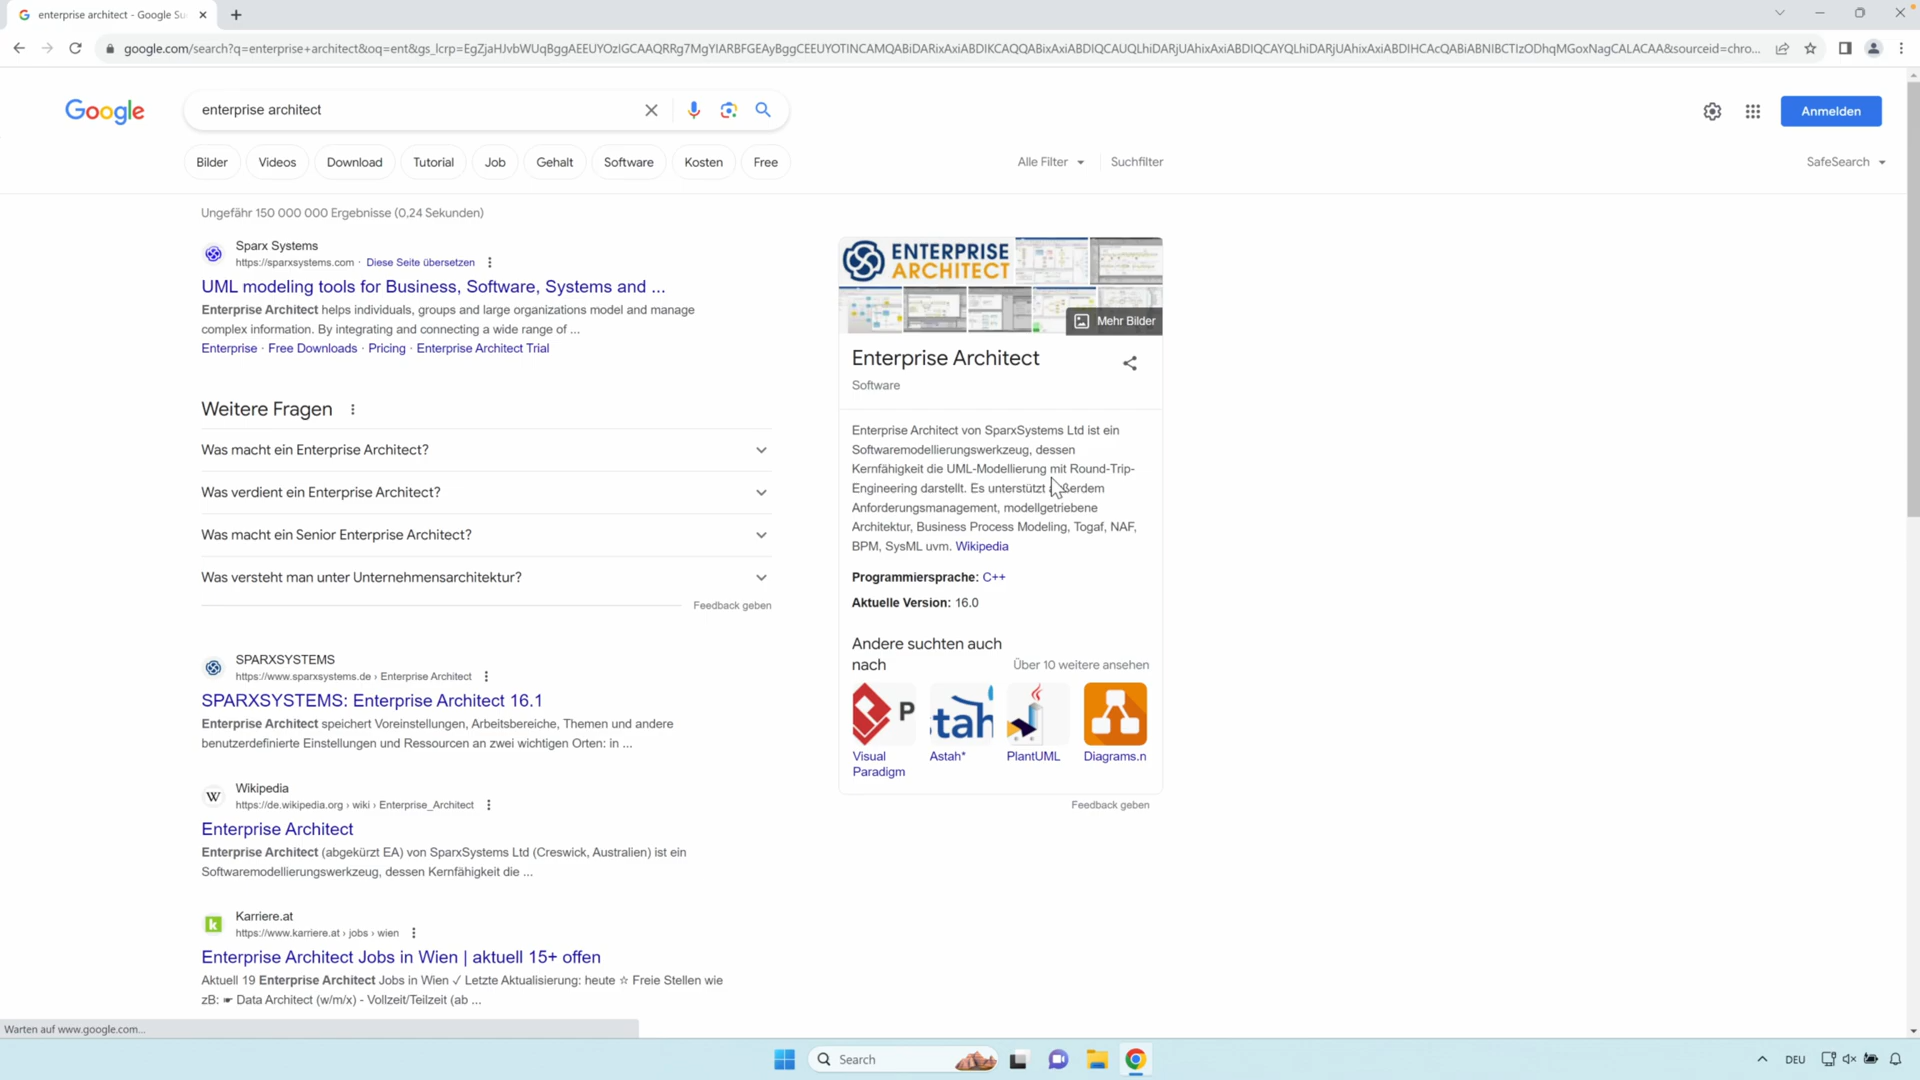 enterprise architect - Google Su
google.com/search?q=enterprise+architect&oq=ent&gs_lcrp=EgZjaHJvbWUqBggAEEUYOzIGCAAQRRg7MgYIARBFGEAyBggCEEUYOTINCAMQABiDARixAxiABDIKCAQQABixAxiABDIQCAUQLhiDARjUAhixAxiABDIQCAYQLhiDARjUAhixAxiABDIHCAcQABiABNIBCTIzODhqMGoxNagCALACAA&sourceid=chro...
Google
enterprise architect
Anmelden
Bilder
Videos
Download
Tutorial
Job
Gehalt
Software
Kosten
Free
Alle Filter
Suchfilter
SafeSearch
Ungefähr 150 000 000 Ergebnisse (0,24 Sekunden)
Sparx Systems
https://sparxsystems.com · Diese Seite übersetzen
UML modeling tools for Business, Software, Systems and ...
Enterprise Architect helps individuals, groups and large organizations model and manage
complex information. By integrating and connecting a wide range of ...
Enterprise · Free Downloads · Pricing · Enterprise Architect Trial
Weitere Fragen
Was macht ein Enterprise Architect?
Was verdient ein Enterprise Architect?
Was macht ein Senior Enterprise Architect?
Was versteht man unter Unternehmensarchitektur?
Feedback geben
SPARXSYSTEMS
https://www.sparxsystems.de › Enterprise Architect
SPARXSYSTEMS: Enterprise Architect 16.1
Enterprise Architect speichert Voreinstellungen, Arbeitsbereiche, Themen und andere
benutzerdefinierte Einstellungen und Ressourcen an zwei wichtigen Orten: in ...
Wikipedia
https://de.wikipedia.org › wiki › Enterprise_Architect
Enterprise Architect
Enterprise Architect (abgekürzt EA) von SparxSystems Ltd (Creswick, Australien) ist ein
Softwaremodellierungswerkzeug, dessen Kernfähigkeit die ...
Karriere.at
https://www.karriere.at › jobs › wien
Enterprise Architect Jobs in Wien | aktuell 15+ offen
Aktuell 19 Enterprise Architect Jobs in Wien ✓ Letzte Aktualisierung: heute ☆ Freie Stellen wie
zB: ☛ Data Architect (w/m/x) - Vollzeit/Teilzeit (ab ...
ENTERPRISE
ARCHITECT
Mehr Bilder
Enterprise Architect
Software
Enterprise Architect von SparxSystems Ltd ist ein
Softwaremodellierungswerkzeug, dessen
Kernfähigkeit die UML-Modellierung mit Round-Trip-
Engineering darstellt. Es unterstützt außerdem
Anforderungsmanagement, modellgetriebene
Architektur, Business Process Modeling, Togaf, NAF,
BPM, SysML uvm. Wikipedia
Programmiersprache: C++
Aktuelle Version: 16.0
Andere suchten auch
nach
Über 10 weitere ansehen
P
tah
Visual
Paradigm
Astah*
PlantUML
Diagrams.n
Feedback geben
Warten auf www.google.com...
Search
DEU